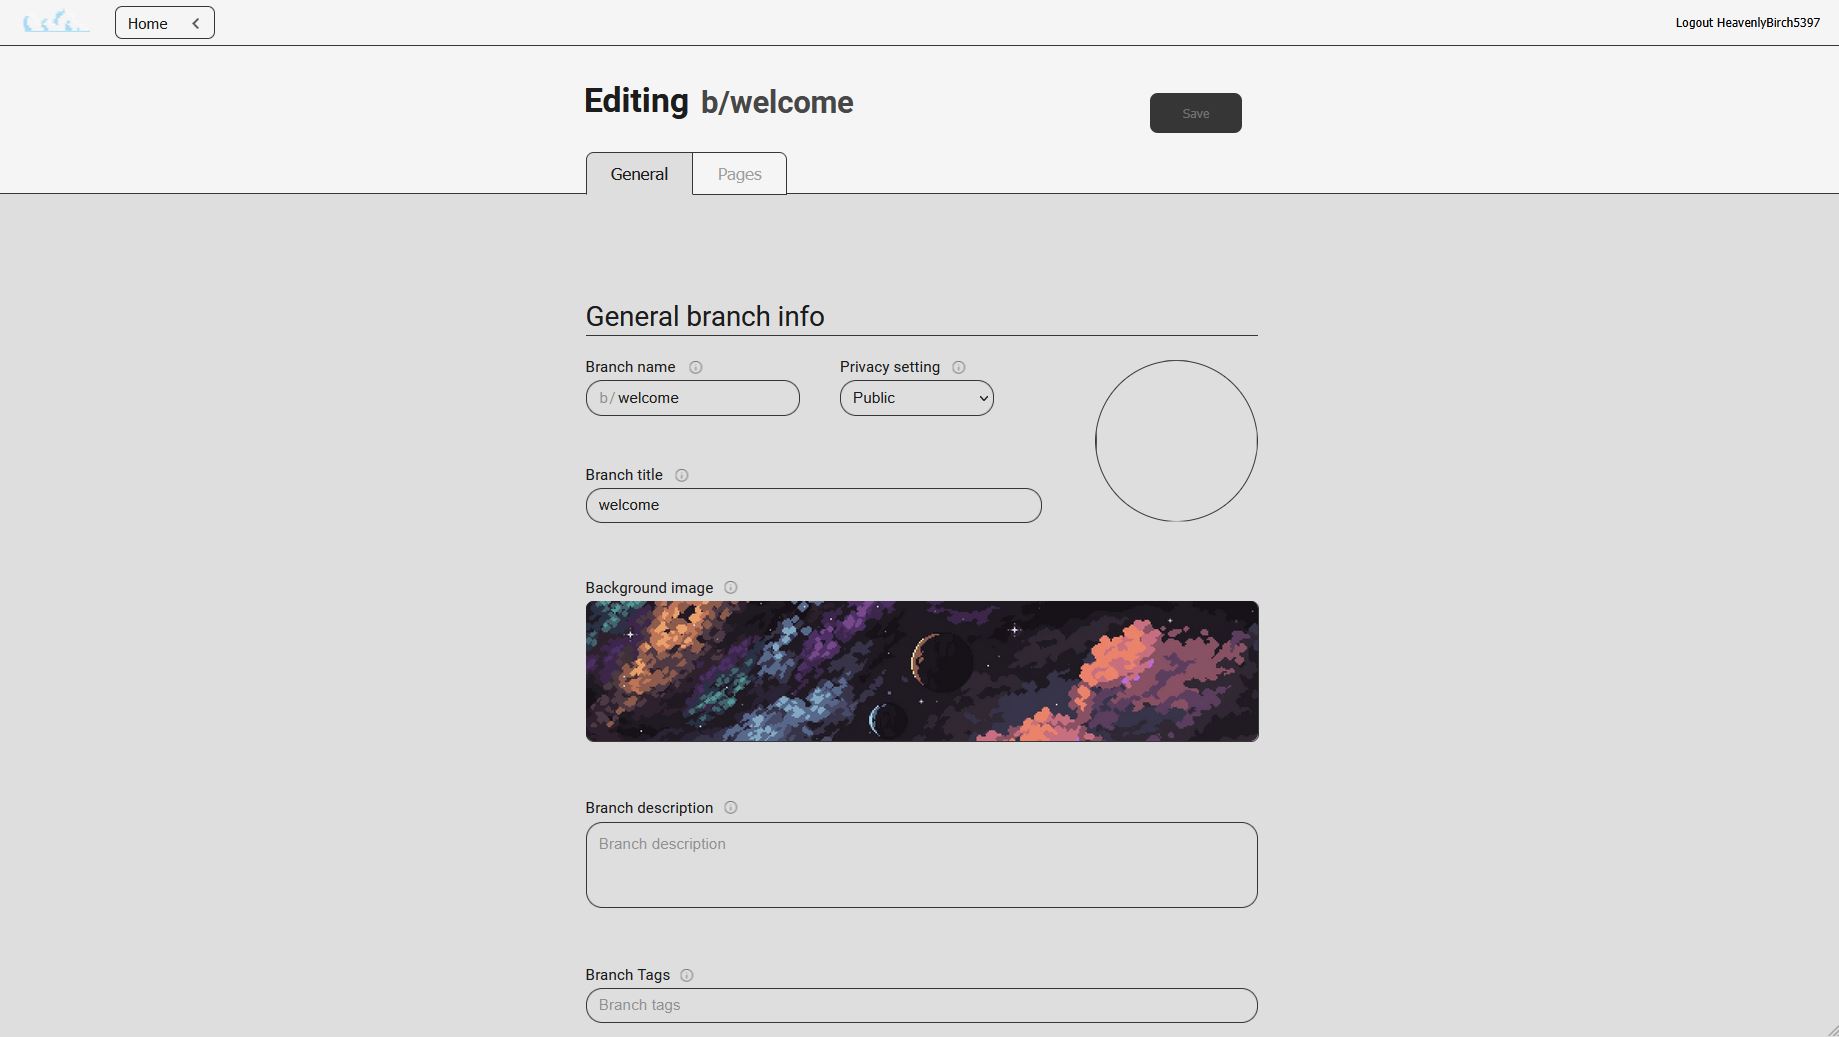 Home
Logout HeavenlyBirch5397
Editing b/welcome
Save
General
Pages
General branch info
Branch name
Privacy setting
b/ welcome
Public
Branch title
welcome
Background image
Branch description
Branch description
Branch Tags
Branch tags